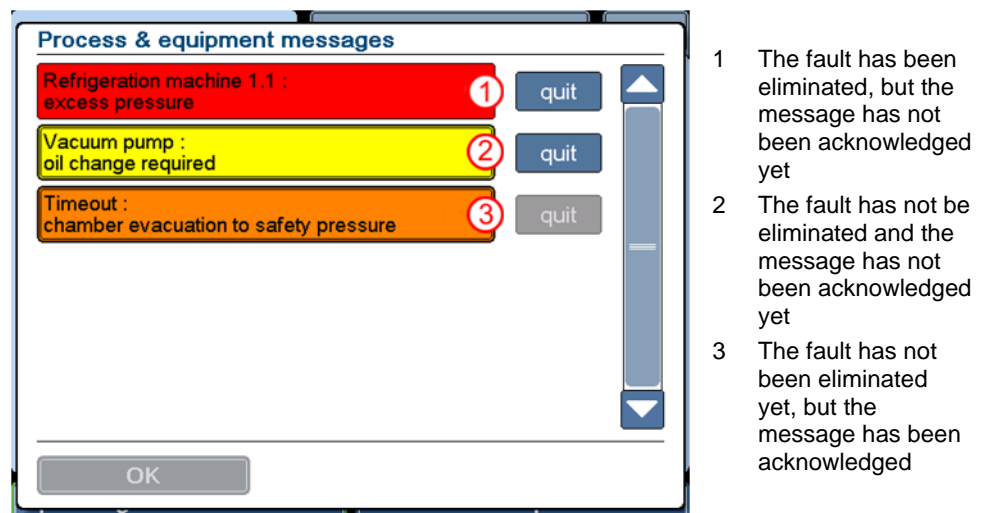 Process & equipment messages
Refrigeration machine 1.1 :
excess pressure
1
quit
Vacuum pump :
oil change required
2
quit
Timeout :
chamber evacuation to safety pressure
3
quit
OK
1 The fault has been
eliminated, but the
message has not
been acknowledged
yet
2 The fault has not be
eliminated and the
message has not
been acknowledged
yet
3 The fault has not
been eliminated
yet, but the
message has been
acknowledged